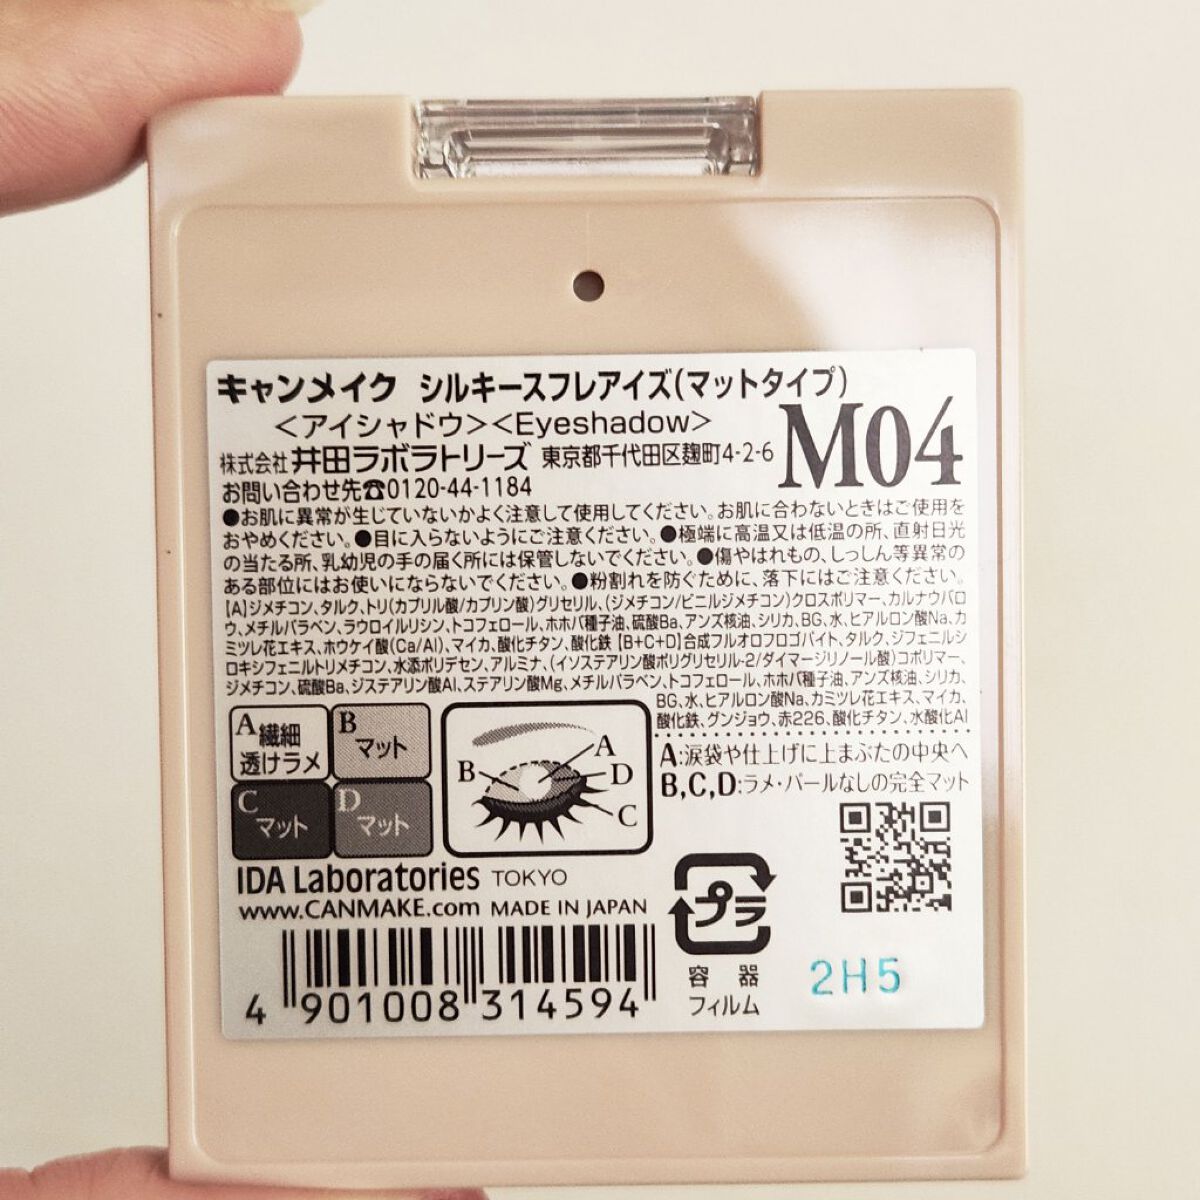 キャンメイク シルキースフレアイズ(マットタイプ)
<アイシャドウ><Eyeshadow>
M04
株式会社 井田ラボラトリーズ 東京都千代田区麹町4-2-6
お問い合わせ先☎0120-44-1184
●お肌に異常が生じていないかよく注意して使用してください。お肌に合わないときはご使用を
おやめください。●目に入らないようにご注意ください。●極端に高温又は低温の所、直射日光
の当たる所、乳幼児の手の届く所には保管しないでください。●傷やはれもの、しっしん等異常の
ある部位にはお使いにならないでください。●粉割れを防ぐために、落下にはご注意ください。
【A】ジメチコン、タルク、トリ(カプリル酸/カプリン酸)グリセリル、(ジメチコン/ビニルジメチコン)クロスポリマー、カルナウバロ
ウ、メチルパラベン、ラウロイルリシン、トコフェロール、ホホバ種子油、硫酸Ba、アンズ核油、シリカ、BG、水、ヒアルロン酸Na、カ
ミツレ花エキス、ホウケイ酸(Ca/Al)、マイカ、酸化チタン、酸化鉄【B+C+D】合成フルオロフロゴパイト、タルク、ジフェニルシ
ロキシフェニルトリメチコン、水添ポリデセン、アルミナ、(イソステアリン酸ポリグリセリル-2/ダイマージリノール酸)コポリマー、
ジメチコン、硫酸Ba、ジステアリン酸Al、ステアリン酸Mg、メチルパラベン、トコフェロール、ホホバ種子油、アンズ核油、シリカ、
BG、水、ヒアルロン酸Na、カミツレ花エキス、マイカ、
酸化鉄、グンジョウ、赤226、酸化チタン、水酸化Al
A 繊細
透けラメ
B
マット
C
マット
D
マット
A
B
D
C
A:涙袋や仕上げに上まぶたの中央へ
B,C,D:ラメ・パールなしの完全マット
IDA Laboratories TOKYO
www.CANMAKE.com MADE IN JAPAN
プラ
容器
フィルム
2H5
4 901008 314594